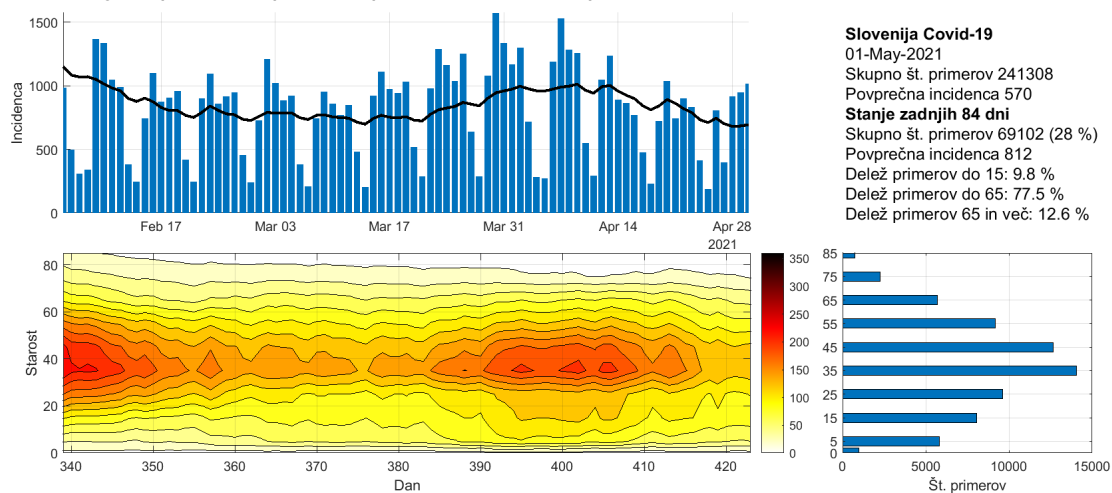 1500
1000
500
0
Incidenca
Feb 17
Mar 03
Mar 17
Mar 31
Apr 14
Apr 28
2021
Slovenija Covid-19
01-May-2021
Skupno št. primerov 241308
Povprečna incidenca 570
Stanje zadnjih 84 dni
Skupno št. primerov 69102 (28 %)
Povprečna incidenca 812
Delež primerov do 15: 9.8 %
Delež primerov do 65: 77.5 %
Delež primerov 65 in več: 12.6 %
80
60
40
20
0
Starost
340
350
360
370
380
390
400
410
420
Dan
350
300
250
200
150
100
50
0
85
75
65
55
45
35
25
15
5
0
0
5000
10000
15000
Št. primerov